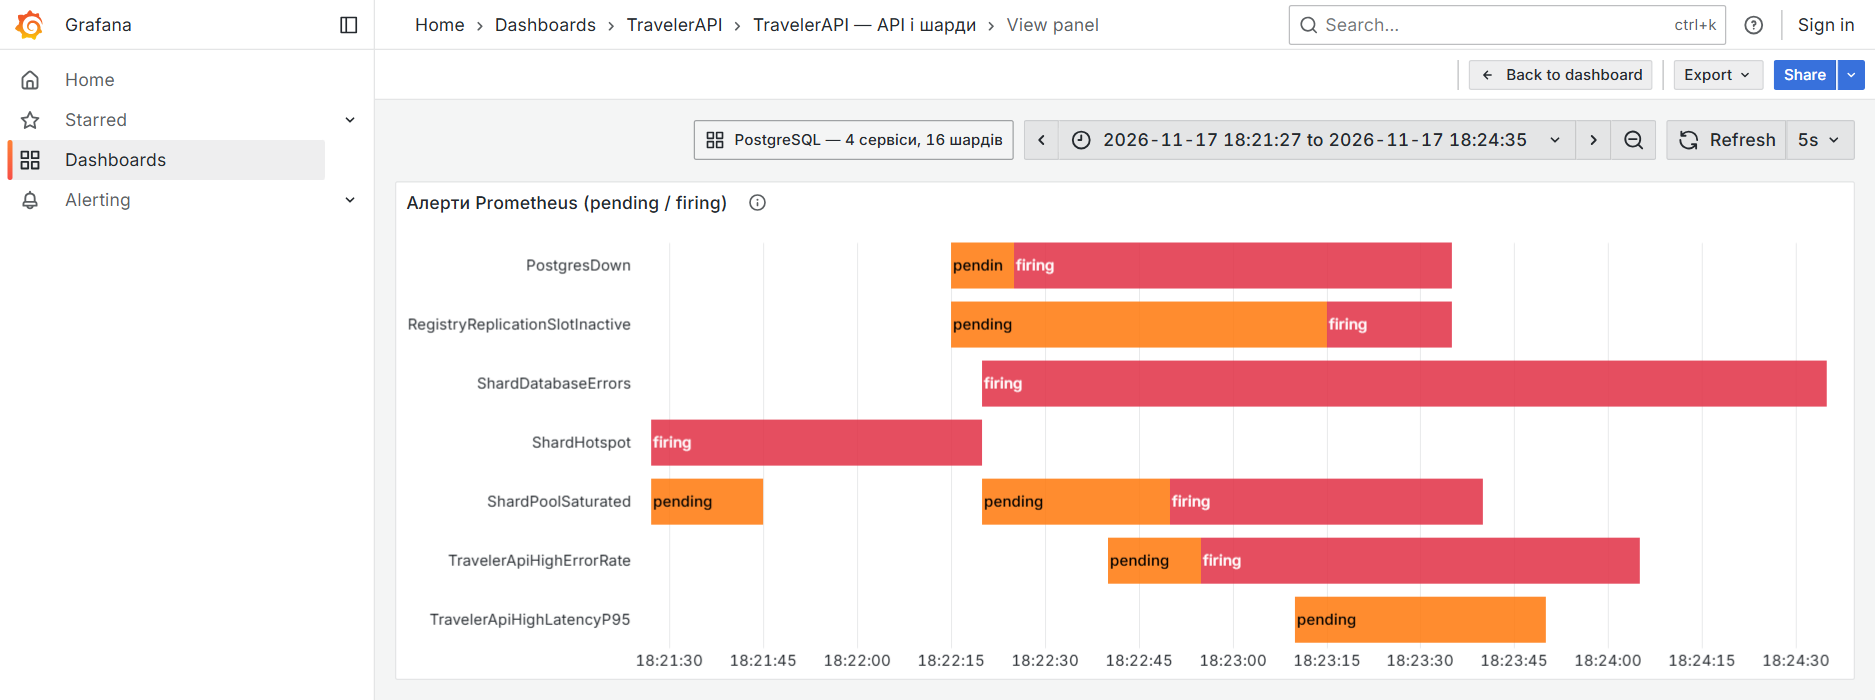 Grafana
Home › Dashboards › TravelerAPI › TravelerAPI — API і шарди › View panel
Search... ctrl+k
Sign in
Home
Starred
Dashboards
Alerting
Back to dashboard
Export
Share
PostgreSQL — 4 сервіси, 16 шардів
2026-11-17 18:21:27 to 2026-11-17 18:24:35
Refresh
5s
Алерти Prometheus (pending / firing)
PostgresDown pendin firing
RegistryReplicationSlotInactive pending firing
ShardDatabaseErrors firing
ShardHotspot firing
ShardPoolSaturated pending pending firing
TravelerApiHighErrorRate pending firing
TravelerApiHighLatencyP95 pending
18:21:30 18:21:45 18:22:00 18:22:15 18:22:30 18:22:45 18:23:00 18:23:15 18:23:30 18:23:45 18:24:00 18:24:15 18:24:30